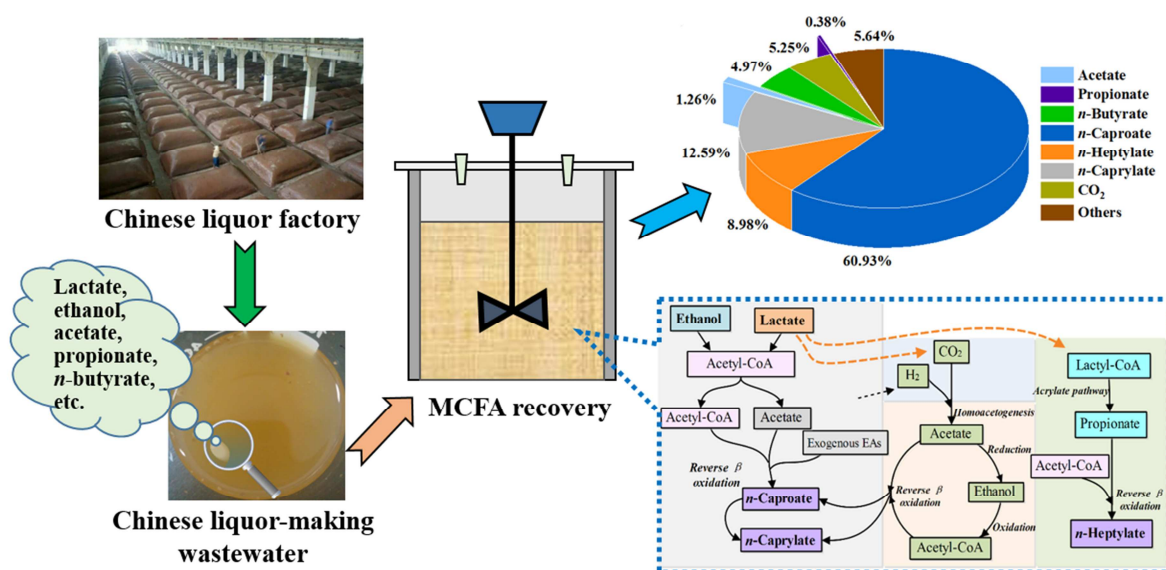 Chinese liquor factory
Lactate,
ethanol,
acetate,
propionate,
n-butyrate,
etc.
Chinese liquor-making
wastewater
MCFA recovery
0.38%
5.25%
5.64%
4.97%
1.26%
12.59%
8.98%
60.93%
Acetate
Propionate
n-Butyrate
n-Caproate
n-Heptylate
n-Caprylate
CO₂
Others
Ethanol
Lactate
Acetyl-CoA
Acetyl-CoA
Acetate
Exogenous EAs
Reverse β
oxidation
n-Caproate
n-Caprylate
CO₂
H₂
Homoacetogenesis
Acetate
Reduction
Ethanol
Reverse β
oxidation
Oxidation
Acetyl-CoA
Lactyl-CoA
Acrylate pathway
Propionate
Acetyl-CoA
Reverse β
oxidation
n-Heptylate